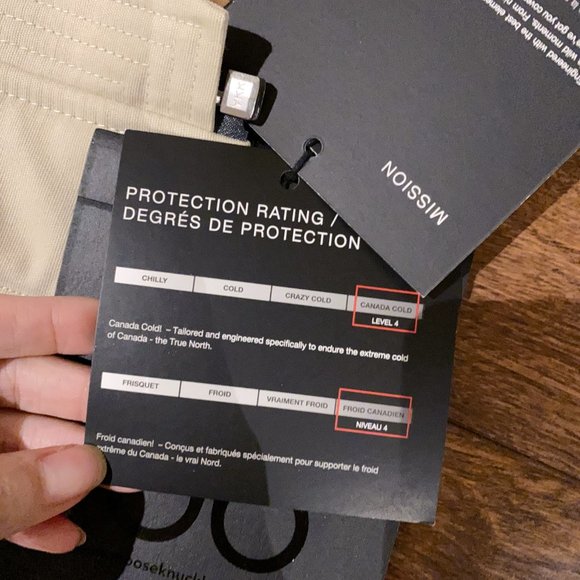 MISSION
PROTECTION RATING /
DEGRÉS DE PROTECTION
CHILLY COLD CRAZY COLD CANADA COLD
LEVEL 4
Canada Cold! – Tailored and engineered specifically to endure the extreme cold
of Canada - the True North.
FRISQUET FROID VRAIMENT FROID FROID CANADIEN
NIVEAU 4
Froid canadien! – Conçus et fabriqués spécialement pour supporter le froid
extrême du Canada - le vrai Nord.